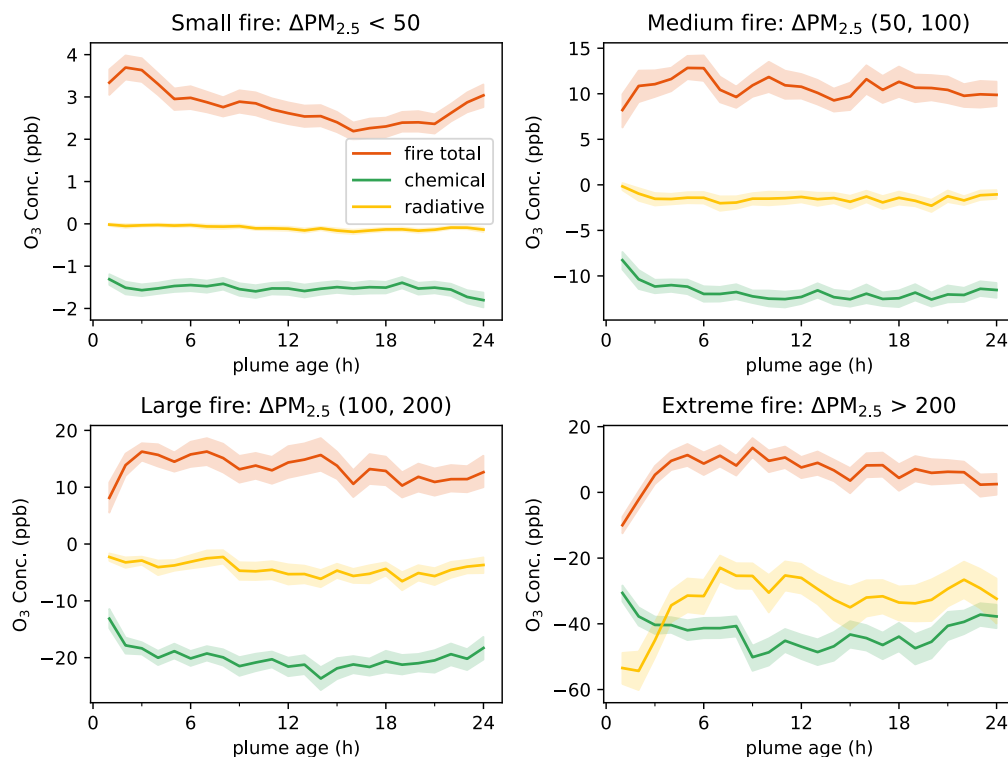 Small fire: ΔPM2.5 < 50
4
3
2
1
0
−1
−2
O3 Conc. (ppb)
fire total
chemical
radiative
0 6 12 18 24
plume age (h)
Medium fire: ΔPM2.5 (50, 100)
15
10
5
0
−5
−10
O3 Conc. (ppb)
0 6 12 18 24
plume age (h)
Large fire: ΔPM2.5 (100, 200)
20
10
0
−10
−20
O3 Conc. (ppb)
0 6 12 18 24
plume age (h)
Extreme fire: ΔPM2.5 > 200
20
0
−20
−40
−60
O3 Conc. (ppb)
0 6 12 18 24
plume age (h)